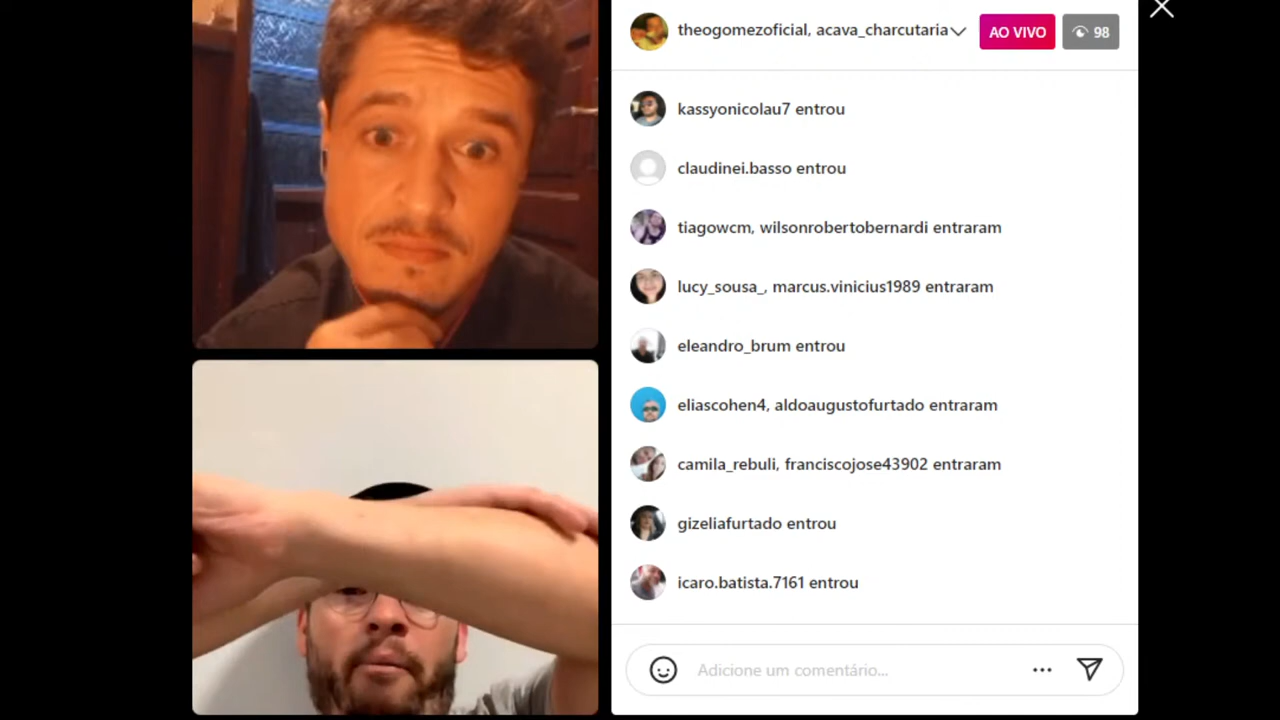 theogomezoficial, acava_charcutaria
AO VIVO
98
kassyonicolau7 entrou
claudinei.basso entrou
tiagowcm, wilsonrobertobernardi entraram
lucy_sousa_, marcus.vinicius1989 entraram
eleandro_brum entrou
eliascohen4, aldoaugustofurtado entraram
camila_rebuli, franciscojose43902 entraram
gizeliafurtado entrou
icaro.batista.7161 entrou
Adicione um comentário...